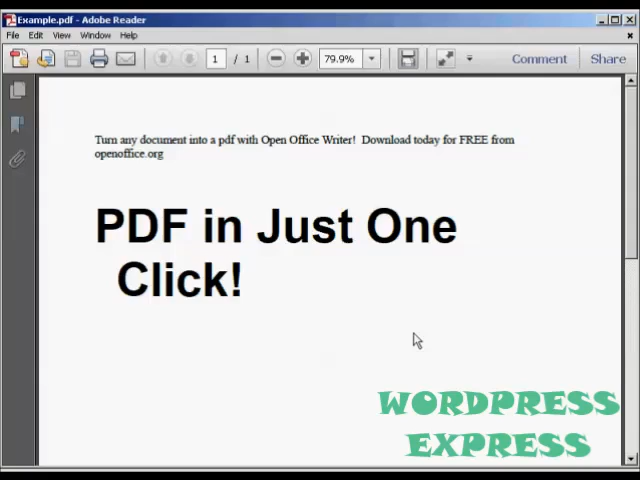 Example.pdf - Adobe Reader
File Edit View Window Help
1 / 1 79.9% Comment Share
Turn any document into a pdf with Open Office Writer! Download today for FREE from
openoffice.org
PDF in Just One
Click!
WORDPRESS
EXPRESS